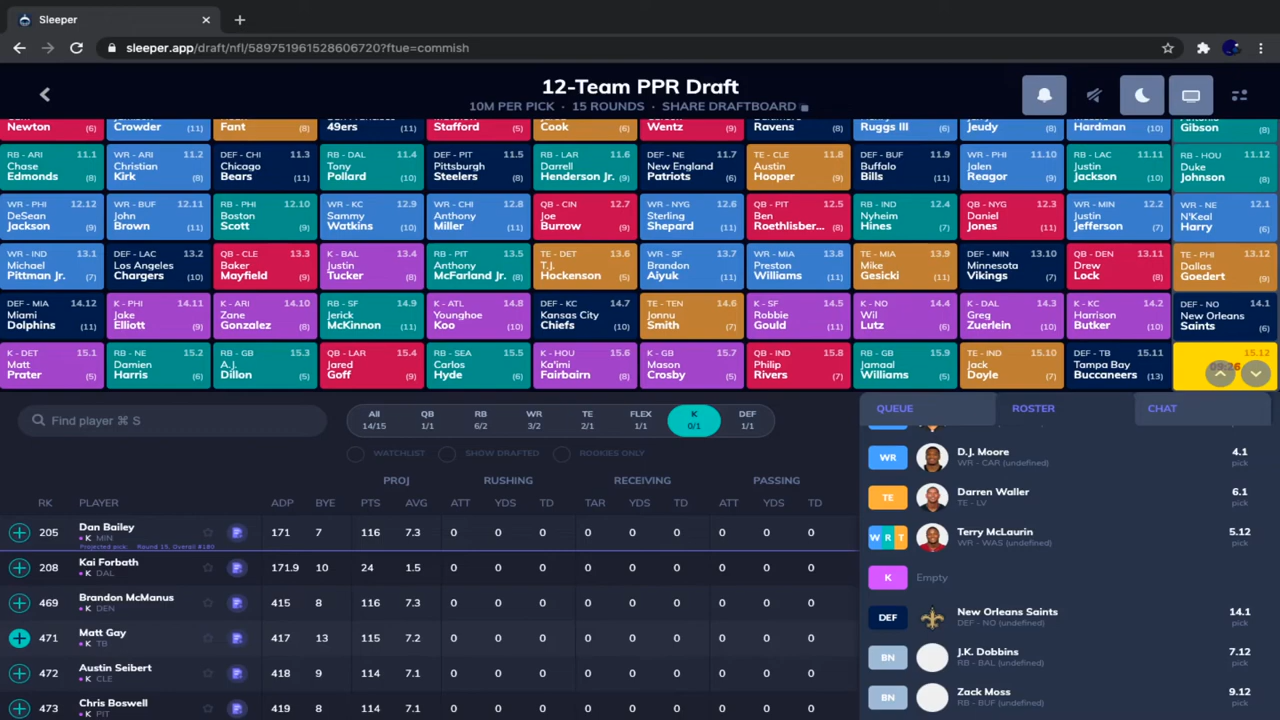 Sleeper
sleeper.app/draft/nfl/589751961528606720?ftue=commish
12-Team PPR Draft
10M PER PICK · 15 ROUNDS · SHARE DRAFTBOARD
Newton (6) Crowder (11) Fant (8) 49ers (11) Stafford (5) Cook (6) Wentz (9) Ravens (8) Ruggs III (6) Jeudy (8) Hardman (10) Antonio Gibson (8)
RB - ARI 11.1 WR - ARI 11.2 DEF - CHI 11.3 RB - DAL 11.4 DEF - PIT 11.5 RB - LAR 11.6 DEF - NE 11.7 TE - CLE 11.8 DEF - BUF 11.9 WR - PHI 11.10 RB - LAC 11.11 RB - HOU 11.12
Chase Christian Chicago Tony Pittsburgh Darrell New England Austin Buffalo Jalen Justin Duke
Edmonds (8) Kirk (8) Bears (11) Pollard (10) Steelers (8) Henderson Jr. (9) Patriots (6) Hooper (9) Bills (11) Reagor (9) Jackson (10) Johnson (8)
WR - PHI 12.12 WR - BUF 12.11 RB - PHI 12.10 WR - KC 12.9 WR - CHI 12.8 QB - CIN 12.7 WR - NYG 12.6 QB - PIT 12.5 RB - IND 12.4 QB - NYG 12.3 WR - MIN 12.2 WR - NE 12.1
DeSean John Boston Sammy Anthony Joe Sterling Ben Nyheim Daniel Justin N'Keal
Jackson (9) Brown (11) Scott (9) Watkins (10) Miller (11) Burrow (9) Shepard (11) Roethlisber... (8) Hines (7) Jones (11) Jefferson (7) Harry (6)
WR - IND 13.1 DEF - LAC 13.2 QB - CLE 13.3 K - BAL 13.4 RB - PIT 13.5 TE - DET 13.6 WR - SF 13.7 WR - MIA 13.8 TE - MIA 13.9 DEF - MIN 13.10 QB - DEN 13.11 TE - PHI 13.12
Michael Los Angeles Baker Justin Anthony T.J. Brandon Preston Mike Minnesota Drew Dallas
Pittman Jr. (7) Chargers (10) Mayfield (9) Tucker (8) McFarland Jr. (8) Hockenson (5) Aiyuk (11) Williams (11) Gesicki (11) Vikings (7) Lock (8) Goedert (9)
DEF - MIA 14.12 K - PHI 14.11 K - ARI 14.10 RB - SF 14.9 K - ATL 14.8 DEF - KC 14.7 TE - TEN 14.6 K - SF 14.5 K - NO 14.4 K - DAL 14.3 K - KC 14.2 DEF - NO 14.1
Miami Jake Zane Jerick Younghoe Kansas City Jonnu Robbie Wil Greg Harrison New Orleans
Dolphins (11) Elliott (9) Gonzalez (8) McKinnon (11) Koo (10) Chiefs (10) Smith (7) Gould (11) Lutz (6) Zuerlein (10) Butker (10) Saints (6)
K - DET 15.1 RB - NE 15.2 RB - GB 15.3 QB - LAR 15.4 RB - SEA 15.5 K - HOU 15.6 K - GB 15.7 QB - IND 15.8 RB - GB 15.9 TE - IND 15.10 DEF - TB 15.11 15.12
Matt Damien A.J. Jared Carlos Ka'imi Mason Philip Jamaal Jack Tampa Bay
Prater (5) Harris (6) Dillon (5) Goff (9) Hyde (6) Fairbairn (8) Crosby (5) Rivers (7) Williams (5) Doyle (7) Buccaneers (13)
Find player ⌘ S
All QB RB WR TE FLEX K DEF
14/15 1/1 6/2 3/2 2/1 1/1 0/1 1/1
WATCHLIST SHOW DRAFTED ROOKIES ONLY
PROJ RUSHING RECEIVING PASSING
RK PLAYER ADP BYE PTS AVG ATT YDS TD TAR YDS TD ATT YDS TD
205 Dan Bailey K MIN 171 7 116 7.3 0 0 0 0 0 0 0 0 0
Projected pick: Round 15, Overall #180
208 Kai Forbath K DAL 171.9 10 24 1.5 0 0 0 0 0 0 0 0 0
469 Brandon McManus K DEN 415 8 116 7.3 0 0 0 0 0 0 0 0 0
471 Matt Gay K TB 417 13 115 7.2 0 0 0 0 0 0 0 0 0
472 Austin Seibert K CLE 418 9 114 7.1 0 0 0 0 0 0 0 0 0
473 Chris Boswell K PIT 419 8 114 7.1 0 0 0 0 0 0 0 0 0
QUEUE ROSTER CHAT
WR D.J. Moore 4.1
WR - CAR (undefined) pick
TE Darren Waller 6.1
TE - LV pick
W R T Terry McLaurin 5.12
WR - WAS (undefined) pick
K Empty
DEF New Orleans Saints 14.1
DEF - NO (undefined) pick
BN J.K. Dobbins 7.12
RB - BAL (undefined) pick
BN Zack Moss 9.12
RB - BUF (undefined) pick